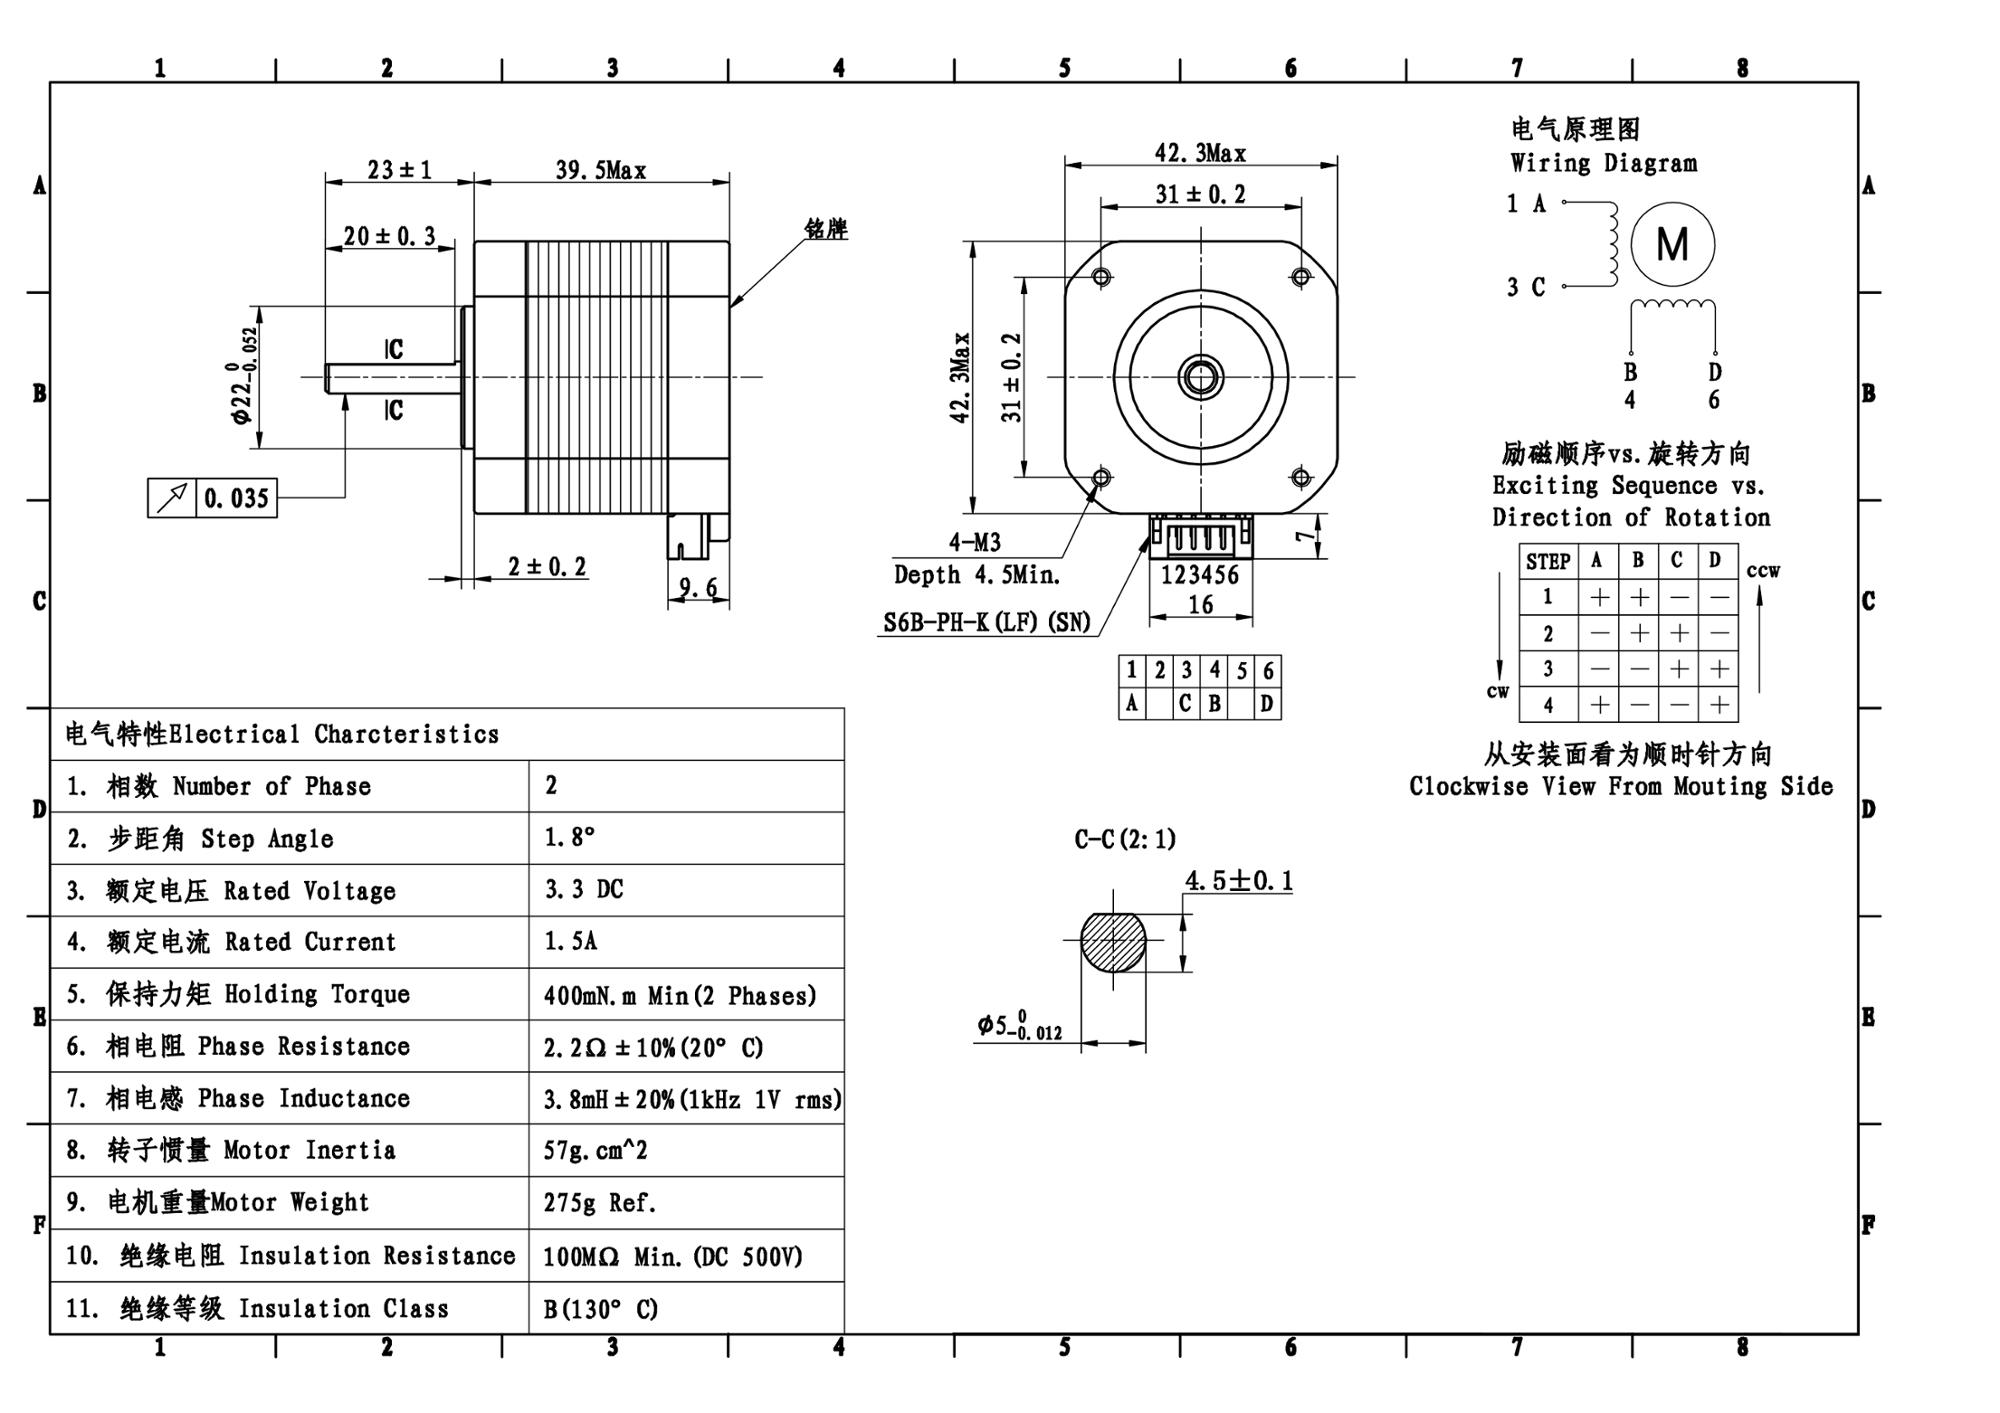 1 2 3 4 5 6 7 8
A
B
C
D
E
F
23±1
39.5Max
20±0.3
铭牌
φ22 0 -0.052
C
C
0.035
2±0.2
9.6
42.3Max
31±0.2
42.3Max
31±0.2
4-M3
Depth 4.5Min.
S6B-PH-K(LF)(SN)
7
123456
16
1 2 3 4 5 6
A C B D
电气原理图
Wiring Diagram
1 A
3 C
M
B D
4 6
励磁顺序vs.旋转方向
Exciting Sequence vs.
Direction of Rotation
STEP A B C D
1 + + - -
2 - + + -
3 - - + +
4 + - - +
cw
ccw
从安装面看为顺时针方向
Clockwise View From Mouting Side
C-C(2:1)
4.5±0.1
φ5 0 -0.012
电气特性Electrical Charcteristics
1. 相数 Number of Phase 2
2. 步距角 Step Angle 1.8°
3. 额定电压 Rated Voltage 3.3 DC
4. 额定电流 Rated Current 1.5A
5. 保持力矩 Holding Torque 400mN.m Min(2 Phases)
6. 相电阻 Phase Resistance 2.2Ω±10%(20° C)
7. 相电感 Phase Inductance 3.8mH±20%(1kHz 1V rms)
8. 转子惯量 Motor Inertia 57g.cm^2
9. 电机重量Motor Weight 275g Ref.
10. 绝缘电阻 Insulation Resistance 100MΩ Min.(DC 500V)
11. 绝缘等级 Insulation Class B(130° C)
A
B
C
D
E
F
1 2 3 4 5 6 7 8